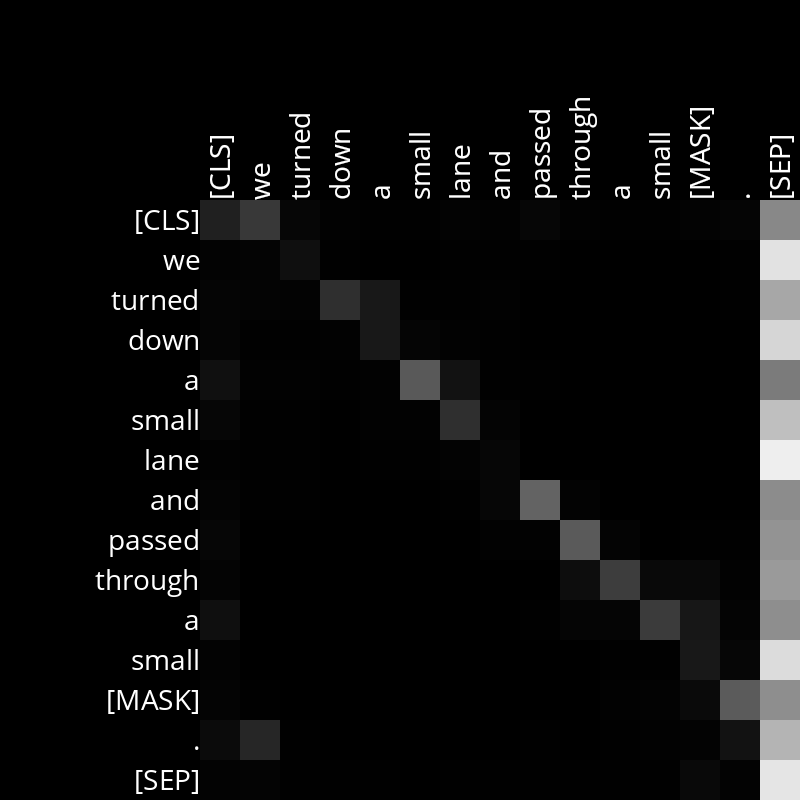 [CLS] we turned down a small lane and passed through a small [MASK] . [SEP]
[CLS]
we
turned
down
a
small
lane
and
passed
through
a
small
[MASK]
.
[SEP]